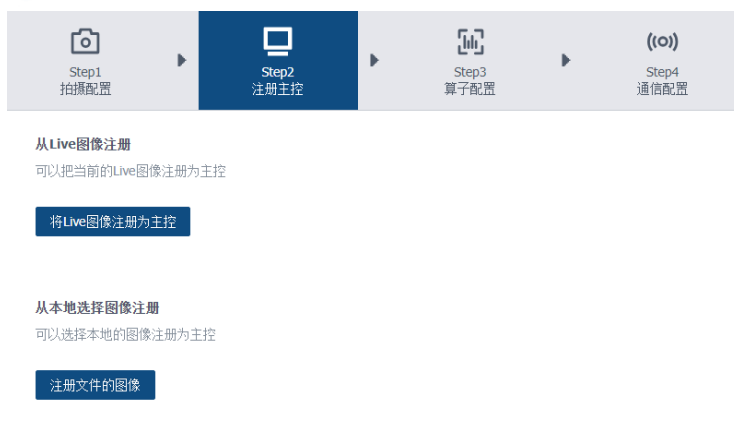 Step1
拍摄配置
Step2
注册主控
Step3
算子配置
Step4
通信配置
从Live图像注册
可以把当前的Live图像注册为主控
将Live图像注册为主控
从本地选择图像注册
可以选择本地的图像注册为主控
注册文件的图像